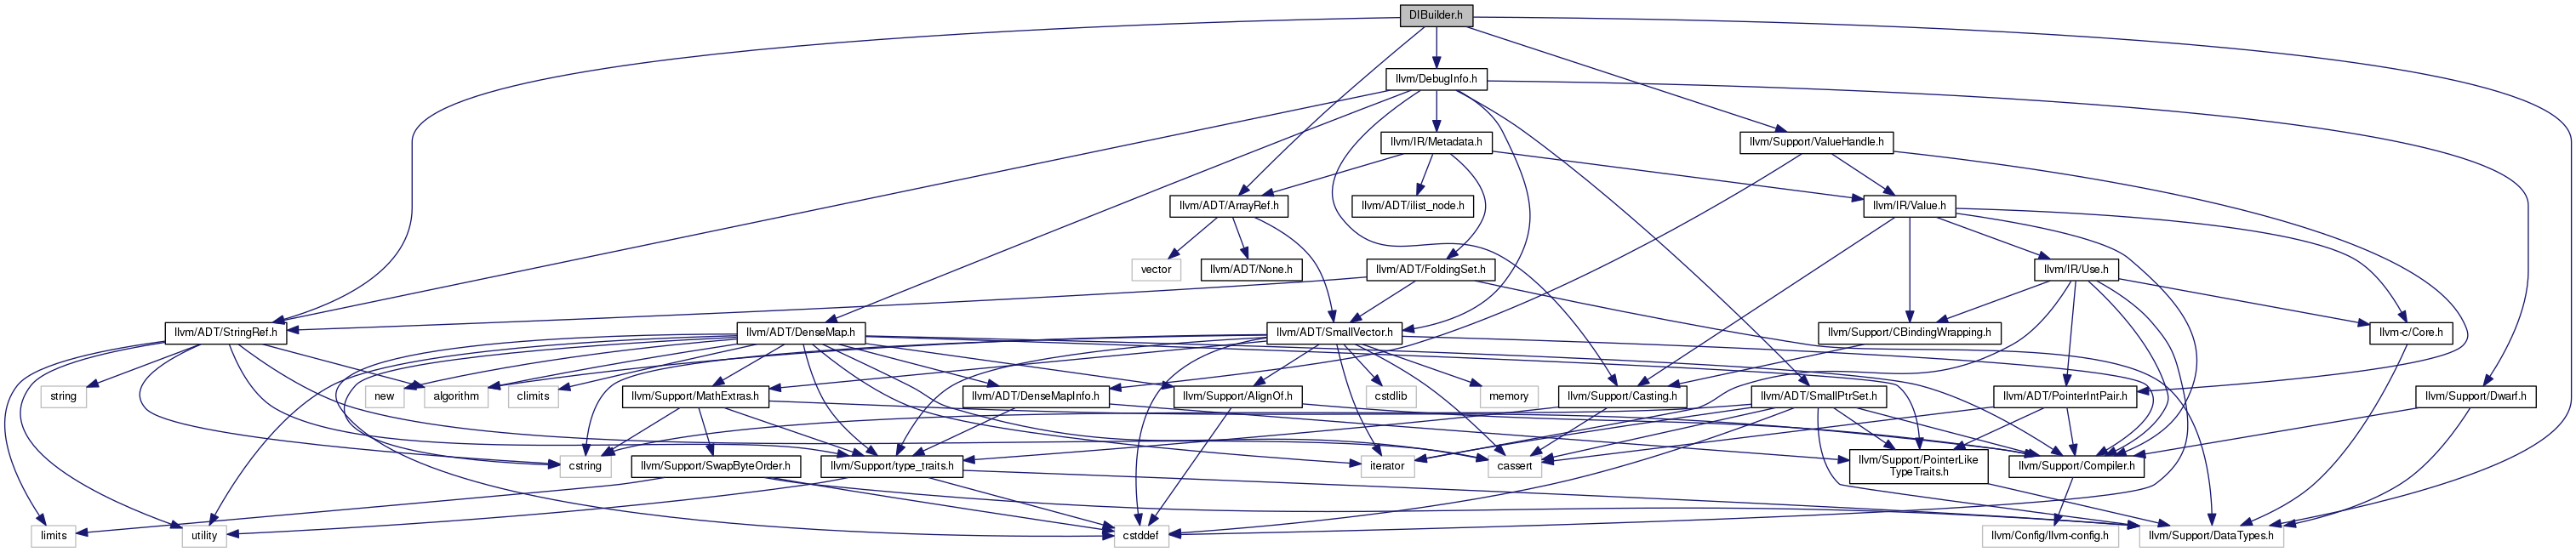 DIBuilder.h
llvm/DebugInfo.h
llvm/IR/Metadata.h
llvm/Support/ValueHandle.h
llvm/ADT/ArrayRef.h
llvm/ADT/ilist_node.h
llvm/IR/Value.h
vector
llvm/ADT/None.h
llvm/ADT/FoldingSet.h
llvm/IR/Use.h
llvm/ADT/StringRef.h
llvm/ADT/DenseMap.h
llvm/ADT/SmallVector.h
llvm/Support/CBindingWrapping.h
llvm-c/Core.h
string
new
algorithm
climits
llvm/Support/MathExtras.h
llvm/ADT/DenseMapInfo.h
llvm/Support/AlignOf.h
cstdlib
memory
llvm/Support/Casting.h
llvm/ADT/SmallPtrSet.h
llvm/ADT/PointerIntPair.h
llvm/Support/Dwarf.h
cstring
llvm/Support/SwapByteOrder.h
llvm/Support/type_traits.h
iterator
cassert
llvm/Support/PointerLike
TypeTraits.h
llvm/Support/Compiler.h
limits
utility
cstddef
llvm/Config/llvm-config.h
llvm/Support/DataTypes.h